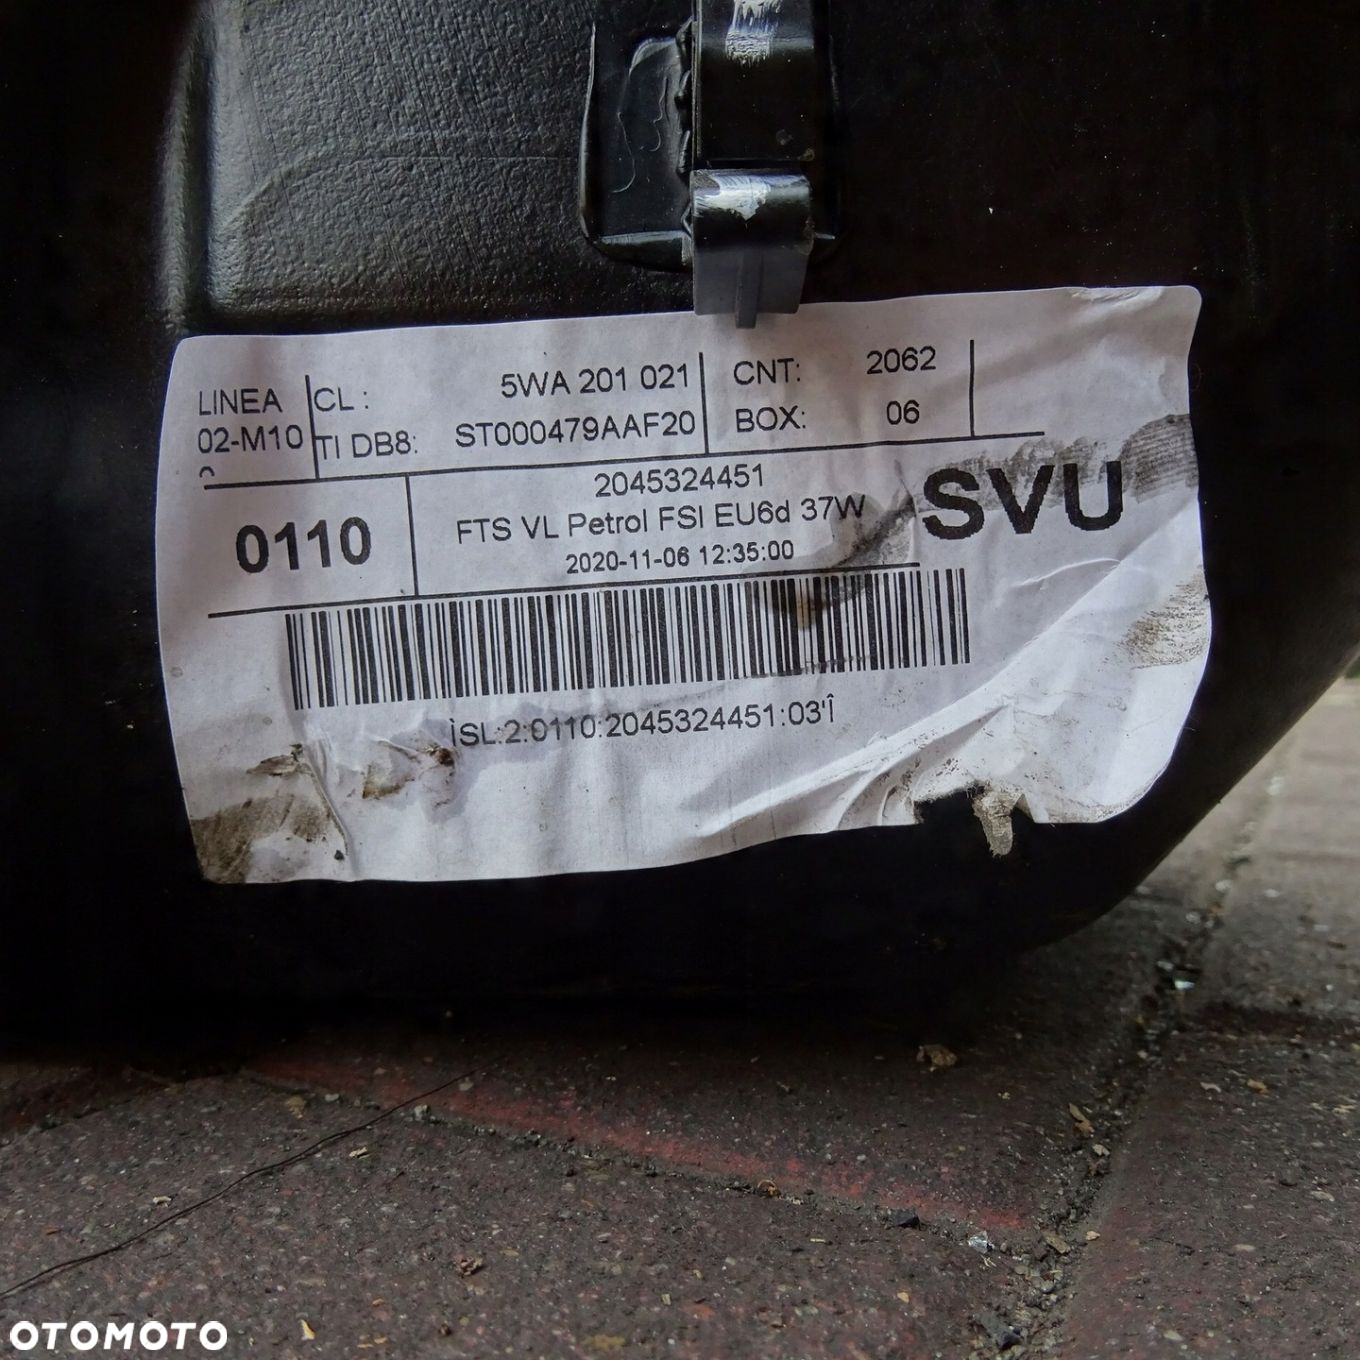 LINEA
02-M10
CL :
5WA 201 021
TI DB8:
ST000479AAF20
CNT:
2062
BOX:
06
0110
2045324451
FTS VL Petrol FSI EU6d 37W
2020-11-06 12:35:00
SVU
ÌSL:2:0110:2045324451:03'Î
OTOMOTO